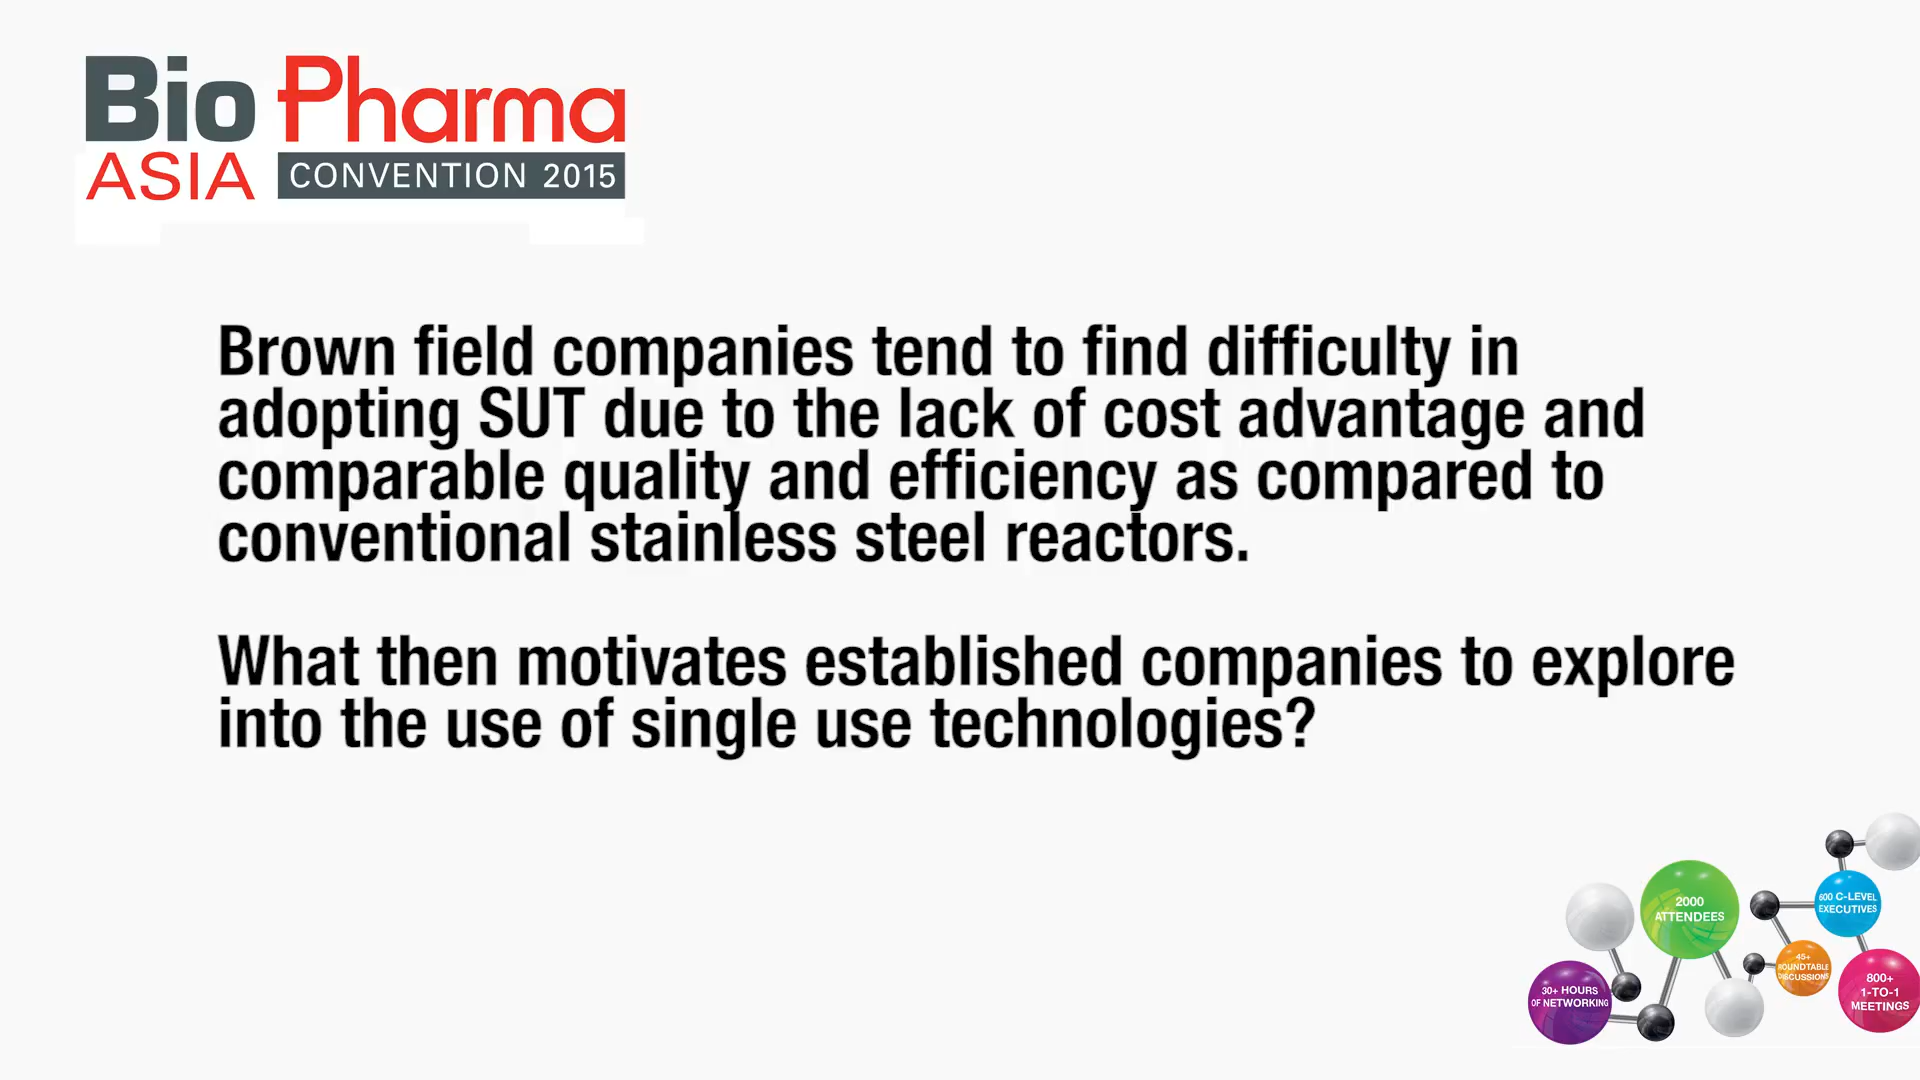 Bio Pharma
ASIA CONVENTION 2015
Brown field companies tend to find difficulty in
adopting SUT due to the lack of cost advantage and
comparable quality and efficiency as compared to
conventional stainless steel reactors.
What then motivates established companies to explore
into the use of single use technologies?
2000
ATTENDEES
600 C-LEVEL
EXECUTIVES
45+
ROUNDTABLE
DISCUSSIONS
30+ HOURS
OF NETWORKING
800+
1-TO-1
MEETINGS